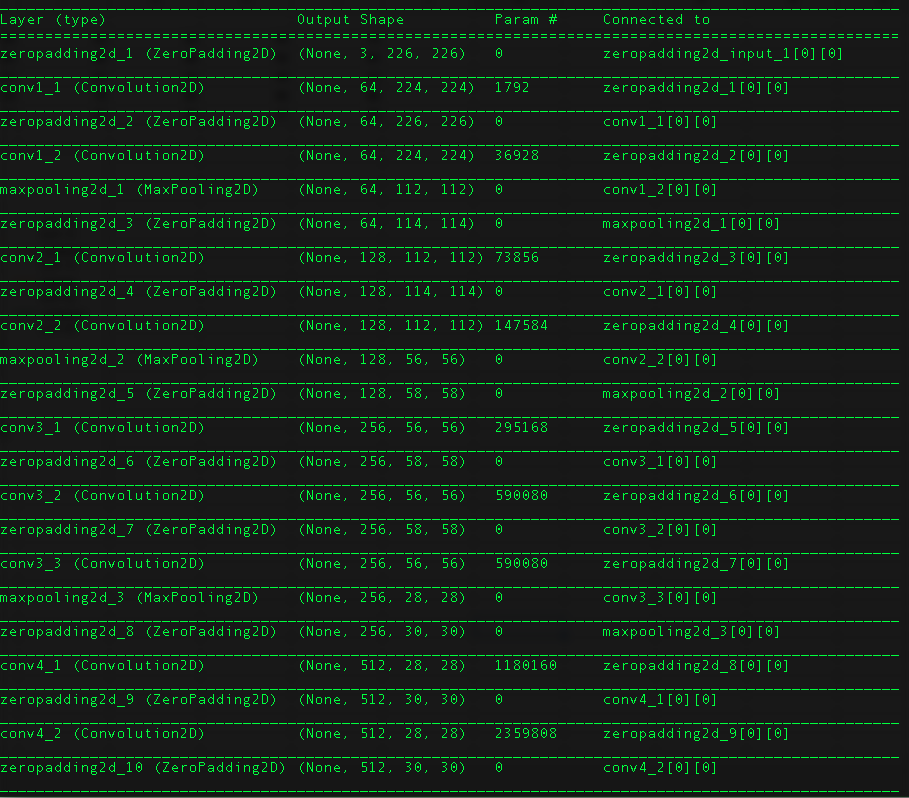 Layer (type) Output Shape Param # Connected to
zeropadding2d_1 (ZeroPadding2D) (None, 3, 226, 226) 0 zeropadding2d_input_1[0][0]
conv1_1 (Convolution2D) (None, 64, 224, 224) 1792 zeropadding2d_1[0][0]
zeropadding2d_2 (ZeroPadding2D) (None, 64, 226, 226) 0 conv1_1[0][0]
conv1_2 (Convolution2D) (None, 64, 224, 224) 36928 zeropadding2d_2[0][0]
maxpooling2d_1 (MaxPooling2D) (None, 64, 112, 112) 0 conv1_2[0][0]
zeropadding2d_3 (ZeroPadding2D) (None, 64, 114, 114) 0 maxpooling2d_1[0][0]
conv2_1 (Convolution2D) (None, 128, 112, 112) 73856 zeropadding2d_3[0][0]
zeropadding2d_4 (ZeroPadding2D) (None, 128, 114, 114) 0 conv2_1[0][0]
conv2_2 (Convolution2D) (None, 128, 112, 112) 147584 zeropadding2d_4[0][0]
maxpooling2d_2 (MaxPooling2D) (None, 128, 56, 56) 0 conv2_2[0][0]
zeropadding2d_5 (ZeroPadding2D) (None, 128, 58, 58) 0 maxpooling2d_2[0][0]
conv3_1 (Convolution2D) (None, 256, 56, 56) 295168 zeropadding2d_5[0][0]
zeropadding2d_6 (ZeroPadding2D) (None, 256, 58, 58) 0 conv3_1[0][0]
conv3_2 (Convolution2D) (None, 256, 56, 56) 590080 zeropadding2d_6[0][0]
zeropadding2d_7 (ZeroPadding2D) (None, 256, 58, 58) 0 conv3_2[0][0]
conv3_3 (Convolution2D) (None, 256, 56, 56) 590080 zeropadding2d_7[0][0]
maxpooling2d_3 (MaxPooling2D) (None, 256, 28, 28) 0 conv3_3[0][0]
zeropadding2d_8 (ZeroPadding2D) (None, 256, 30, 30) 0 maxpooling2d_3[0][0]
conv4_1 (Convolution2D) (None, 512, 28, 28) 1180160 zeropadding2d_8[0][0]
zeropadding2d_9 (ZeroPadding2D) (None, 512, 30, 30) 0 conv4_1[0][0]
conv4_2 (Convolution2D) (None, 512, 28, 28) 2359808 zeropadding2d_9[0][0]
zeropadding2d_10 (ZeroPadding2D) (None, 512, 30, 30) 0 conv4_2[0][0]